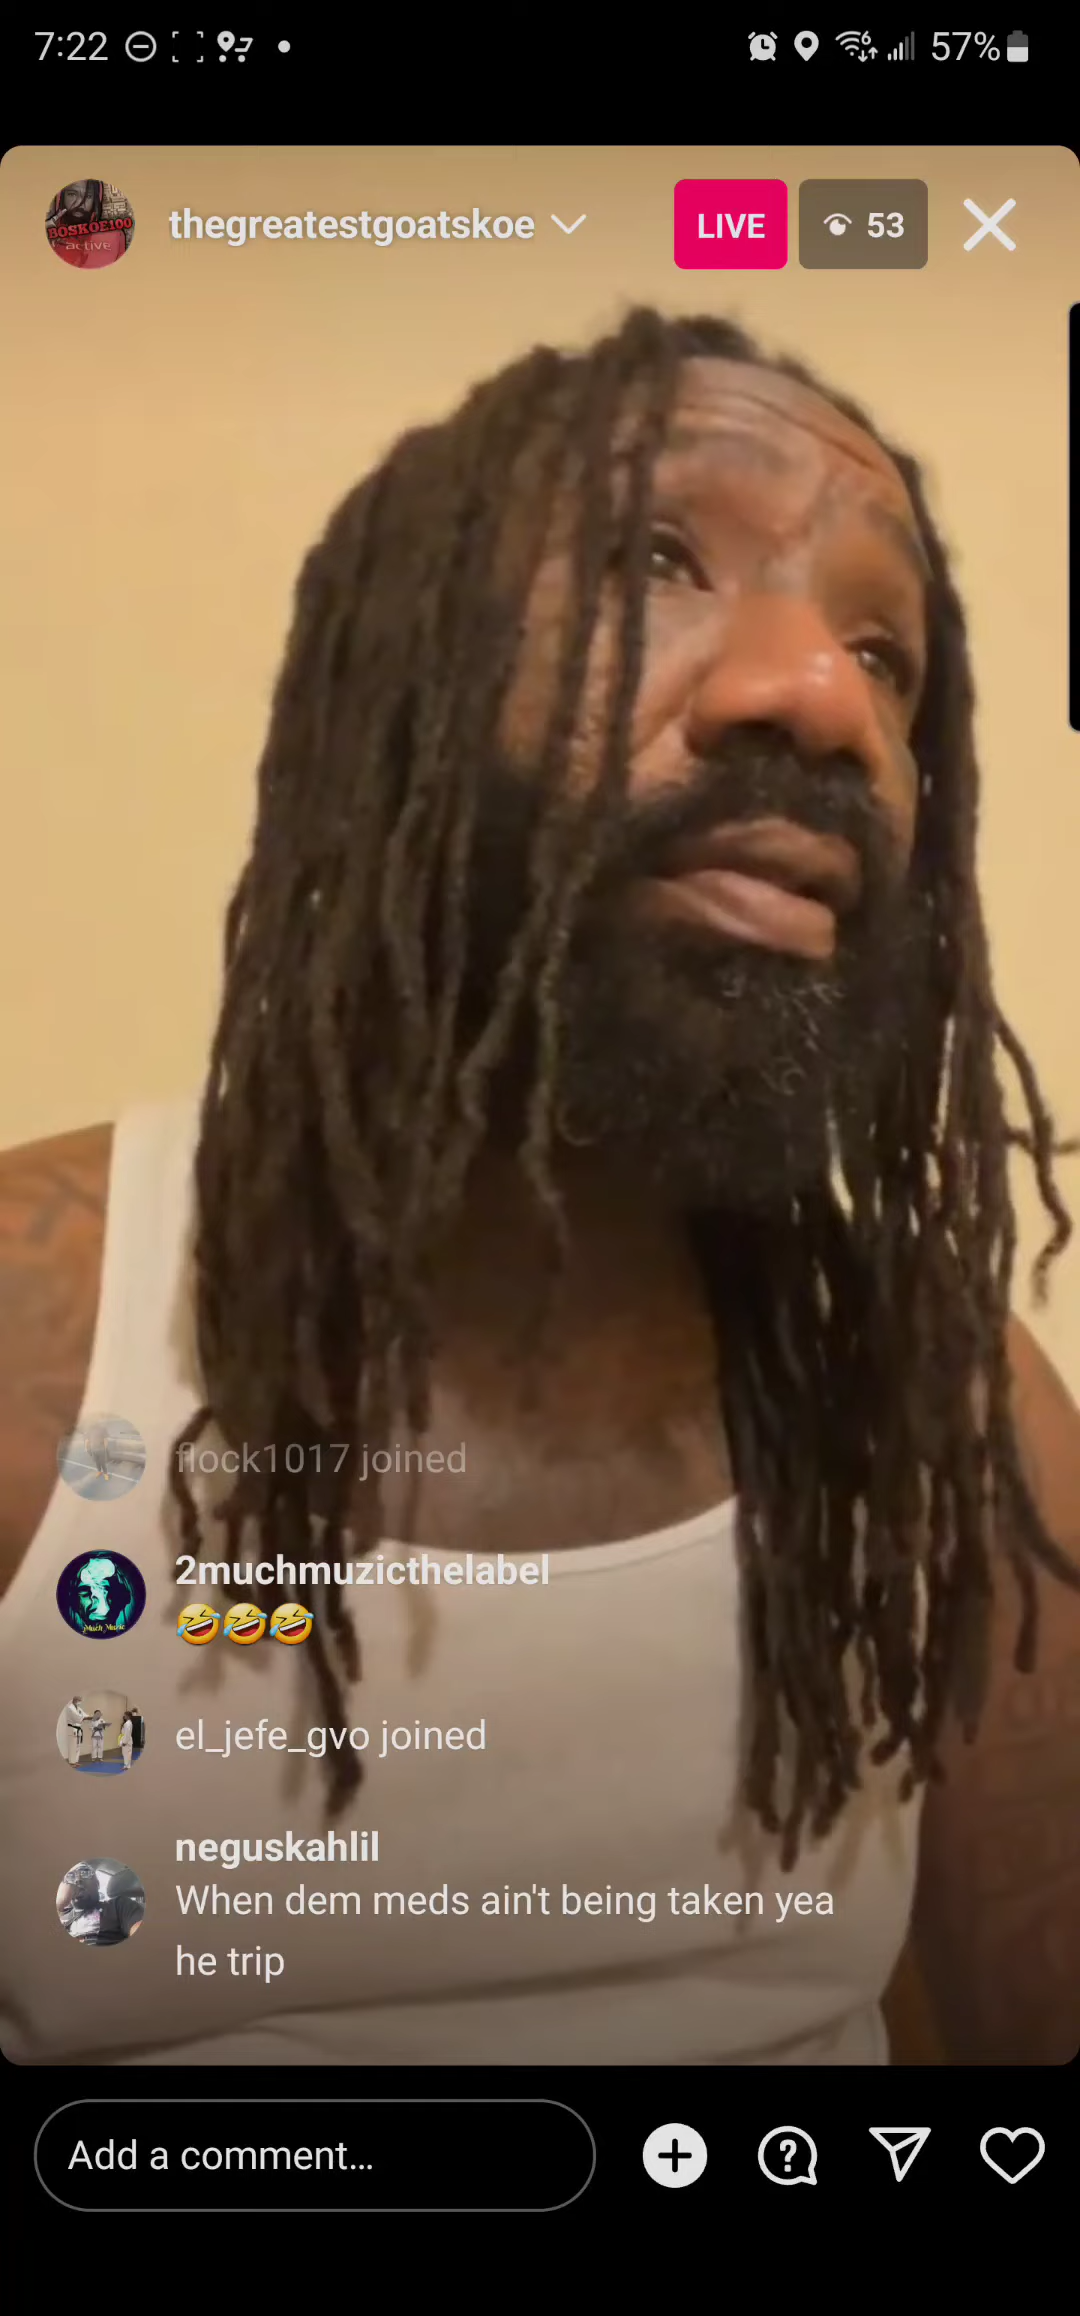 7:22
57%
BOSKOE100
active
thegreatestgoatskoe
LIVE
53
flock1017 joined
2muchmuzicthelabel
🤣🤣🤣
el_jefe_gvo joined
neguskahlil
When dem meds ain't being taken yea
he trip
Add a comment...